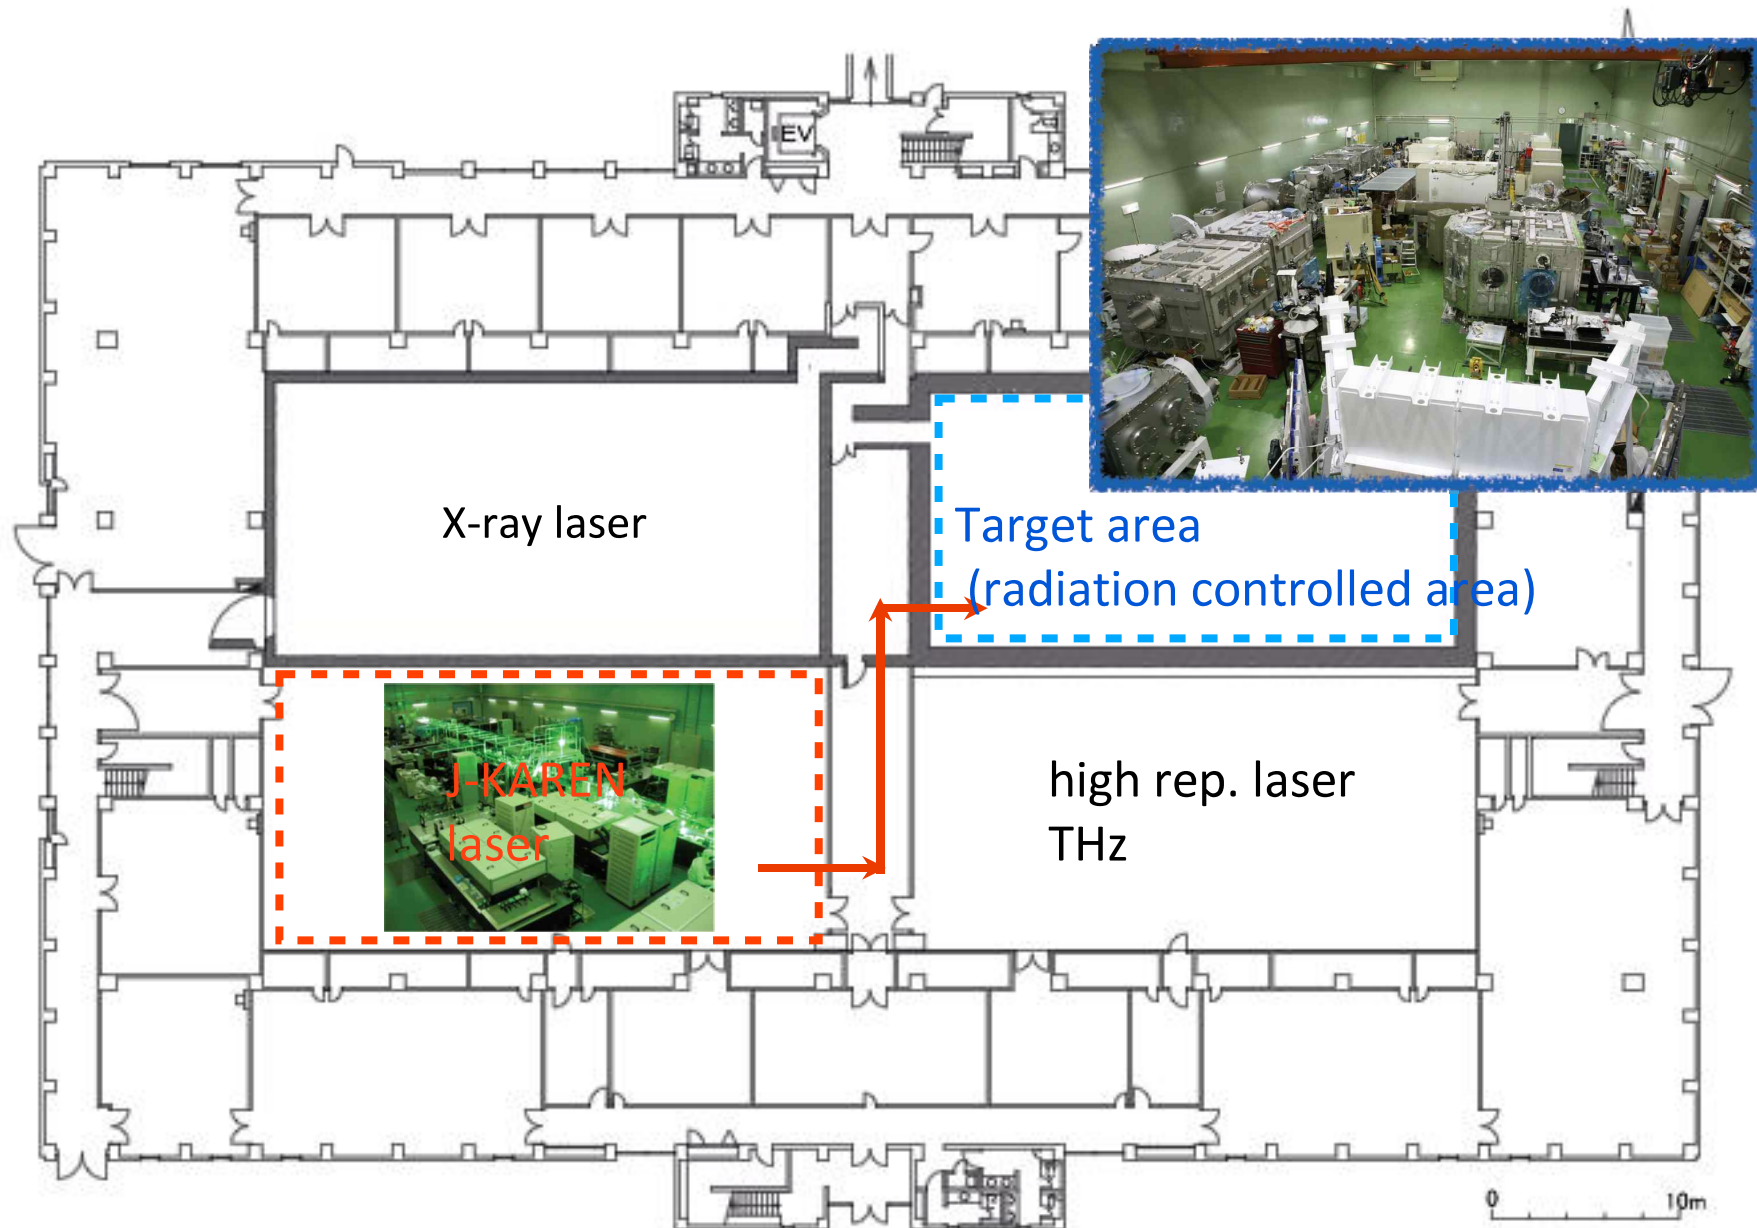 EV
X-ray laser
Target area
(radiation controlled area)
J-KAREN
laser
high rep. laser
THz
0 10m